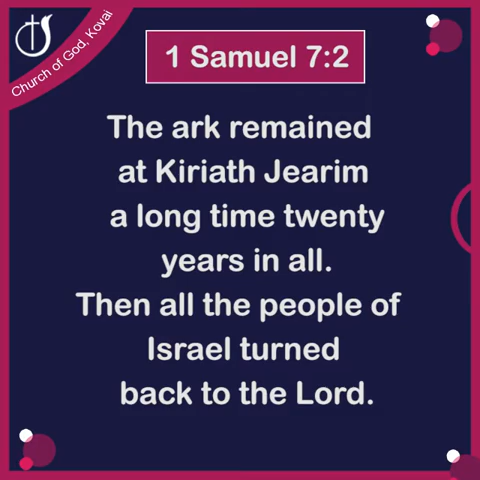 Church of God, Kovai
1 Samuel 7:2
The ark remained
at Kiriath Jearim
a long time twenty
years in all.
Then all the people of
Israel turned
back to the Lord.